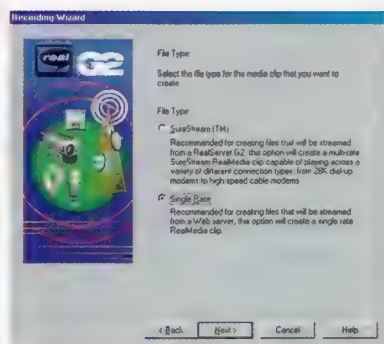 Recording Wizard
real
G2
File Type:
Select the file type for the media clip that you want to
create
File Type
SureStream (TM)
Recommended for creating files that will be streamed
from a RealServer G2, this option will create a multi-rate
SureStream RealMedia clip capable of playing across a
variety of different connection types, from 28K dial-up
modems to high speed cable modems
Single Rate
Recommended for creating files that will be streamed
from a Web server, this option will create a single rate
RealMedia clip.
< Back
Next >
Cancel
Help